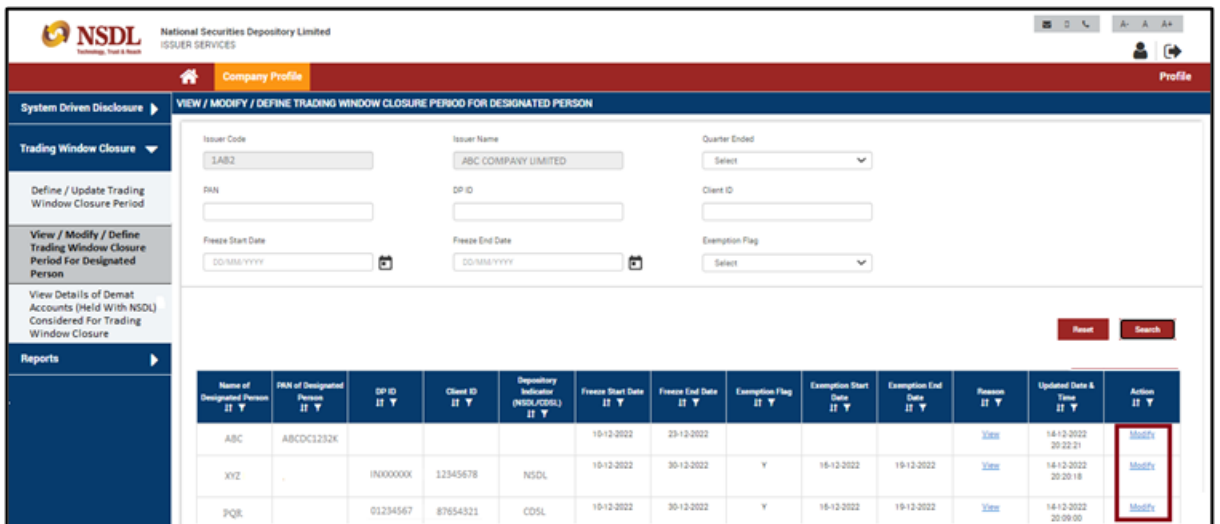 NSDL
Technology, Trust & Reach
National Securities Depository Limited
ISSUER SERVICES
A- A A+
Company Profile
Profile
System Driven Disclosure
Trading Window Closure
Define / Update Trading
Window Closure Period
View / Modify / Define
Trading Window Closure
Period For Designated
Person
View Details of Demat
Accounts (Held With NSDL)
Considered For Trading
Window Closure
Reports
VIEW / MODIFY / DEFINE TRADING WINDOW CLOSURE PERIOD FOR DESIGNATED PERSON
Issuer Code Issuer Name Quarter Ended
1AB2 ABC COMPANY LIMITED Select
PAN DP ID Client ID
Freeze Start Date Freeze End Date Exemption Flag
DD/MM/YYYY DD/MM/YYYY Select
Reset Search
Name of Designated Person PAN of Designated Person DP ID Client ID Depository Indicator (NSDL/CDSL) Freeze Start Date Freeze End Date Exemption Flag Exemption Start Date Exemption End Date Reason Updated Date & Time Action
ABC ABCDC1232K 10-12-2022 23-12-2022 View 14-12-2022 20:22:21 Modify
XYZ INXXXXXX 12345678 NSDL 10-12-2022 30-12-2022 Y 16-12-2022 19-12-2022 View 14-12-2022 20:20:18 Modify
PQR 01234567 87654321 CDSL 10-12-2022 30-12-2022 Y 16-12-2022 19-12-2022 View 14-12-2022 20:09:00 Modify